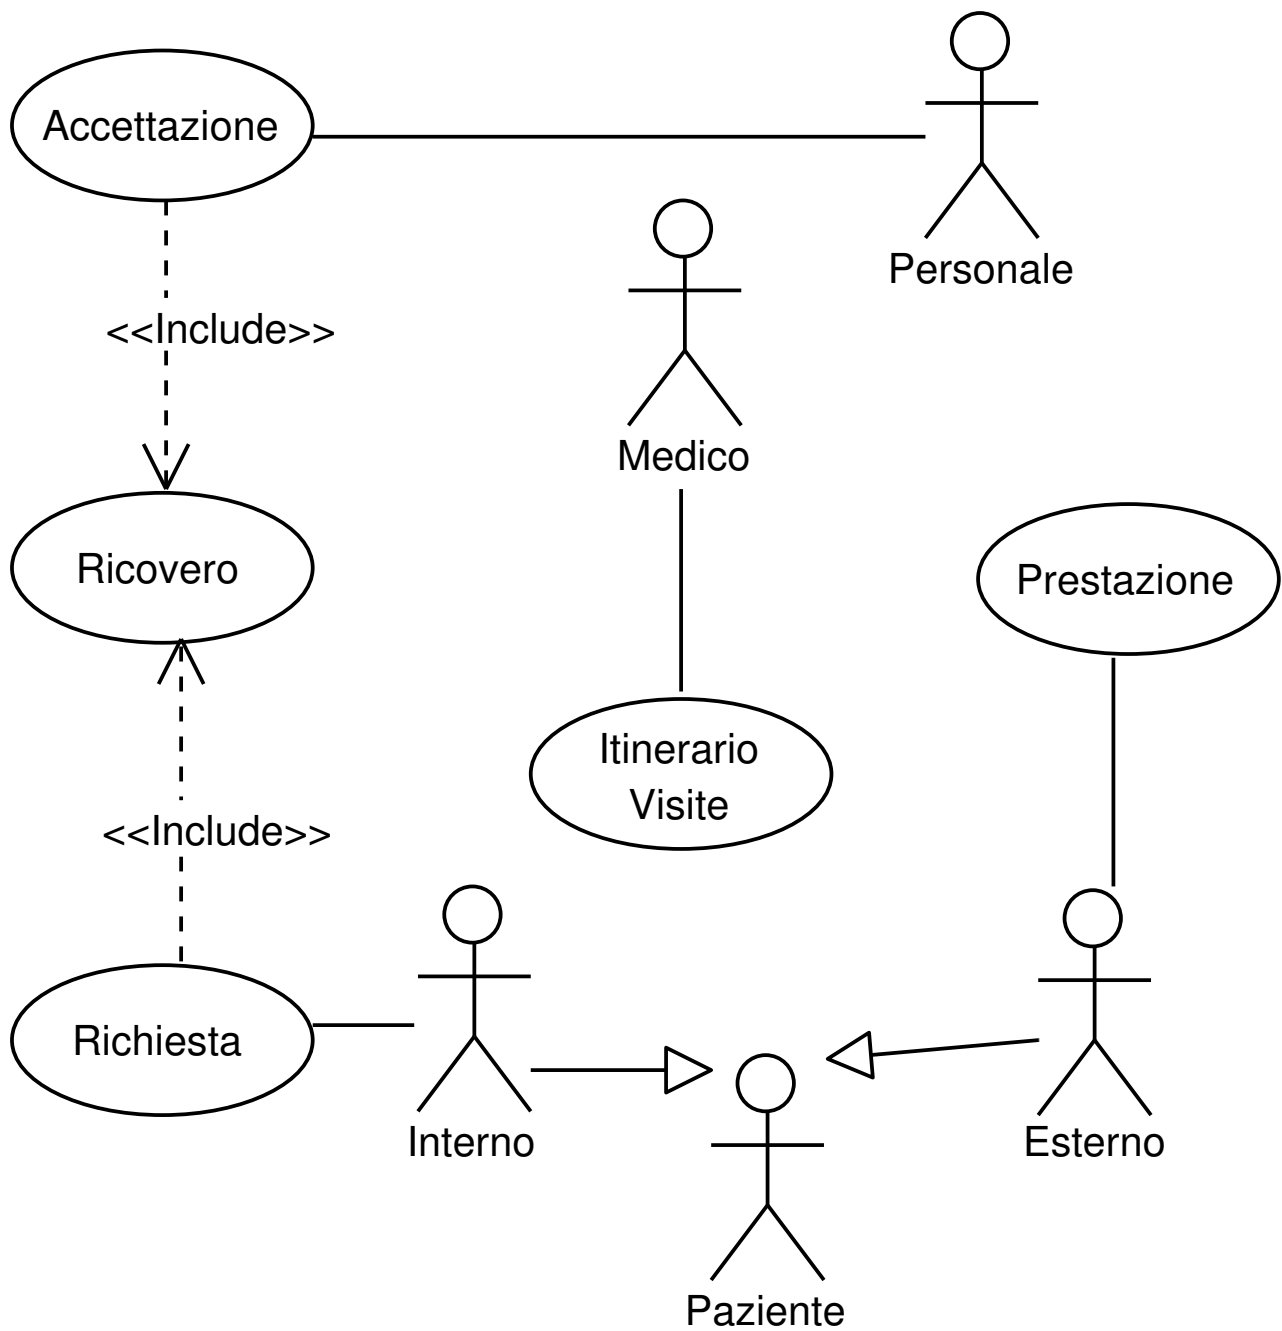 Accettazione
Personale
<<Include>>
Medico
Ricovero
Prestazione
Itinerario
Visite
<<Include>>
Richiesta
Interno
Esterno
Paziente